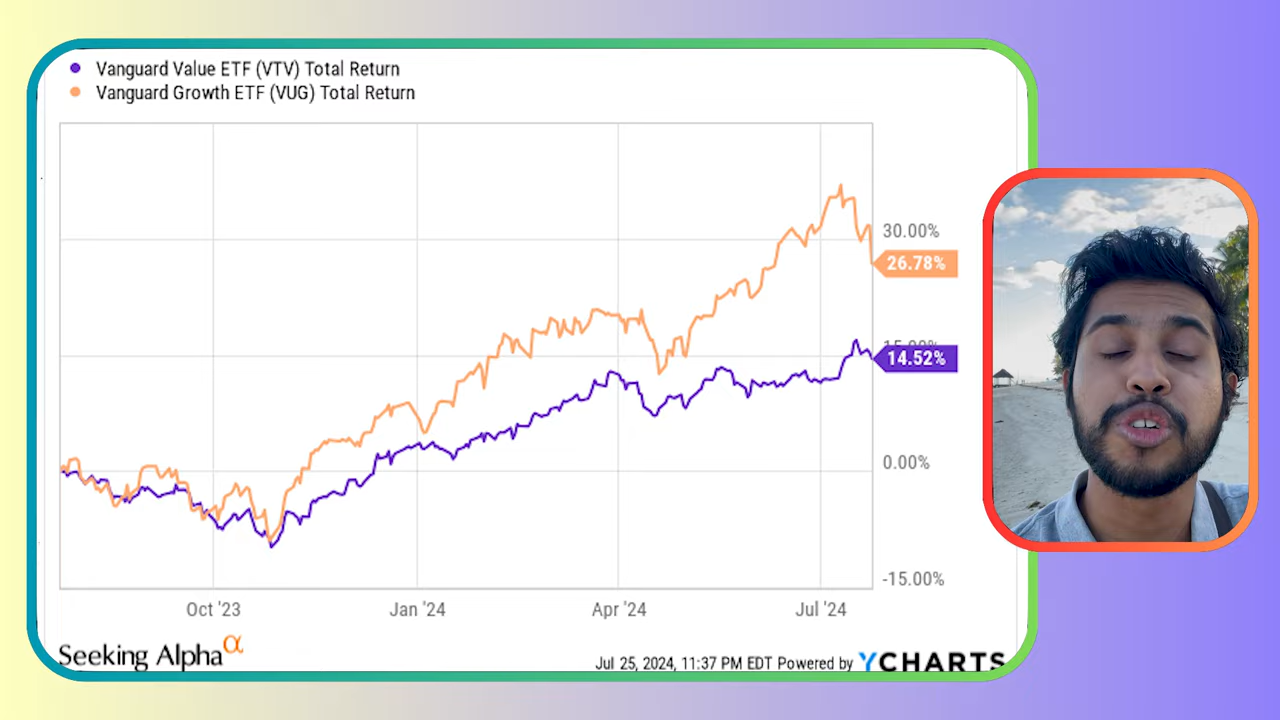 Vanguard Value ETF (VTV) Total Return
Vanguard Growth ETF (VUG) Total Return
30.00%
26.78%
15.00%
14.52%
0.00%
-15.00%
Oct '23 Jan '24 Apr '24 Jul '24
Seeking Alpha α
Jul 25, 2024, 11:37 PM EDT Powered by YCHARTS